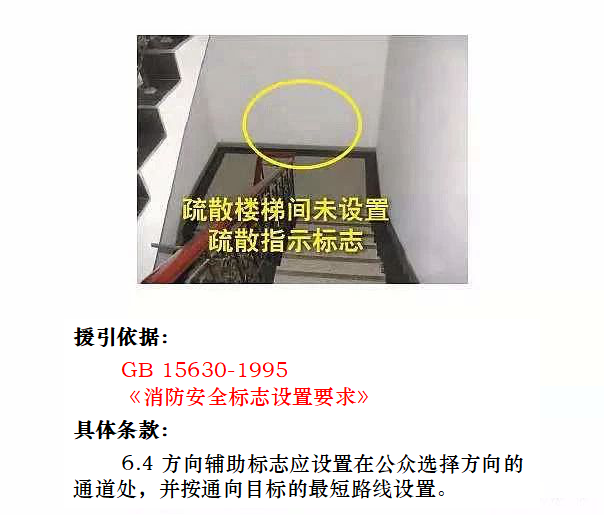 疏散楼梯间未设置
疏散指示标志
援引依据：
GB 15630-1995
《消防安全标志设置要求》
具体条款：
6.4 方向辅助标志应设置在公众选择方向的
通道处，并按通向目标的最短路线设置。